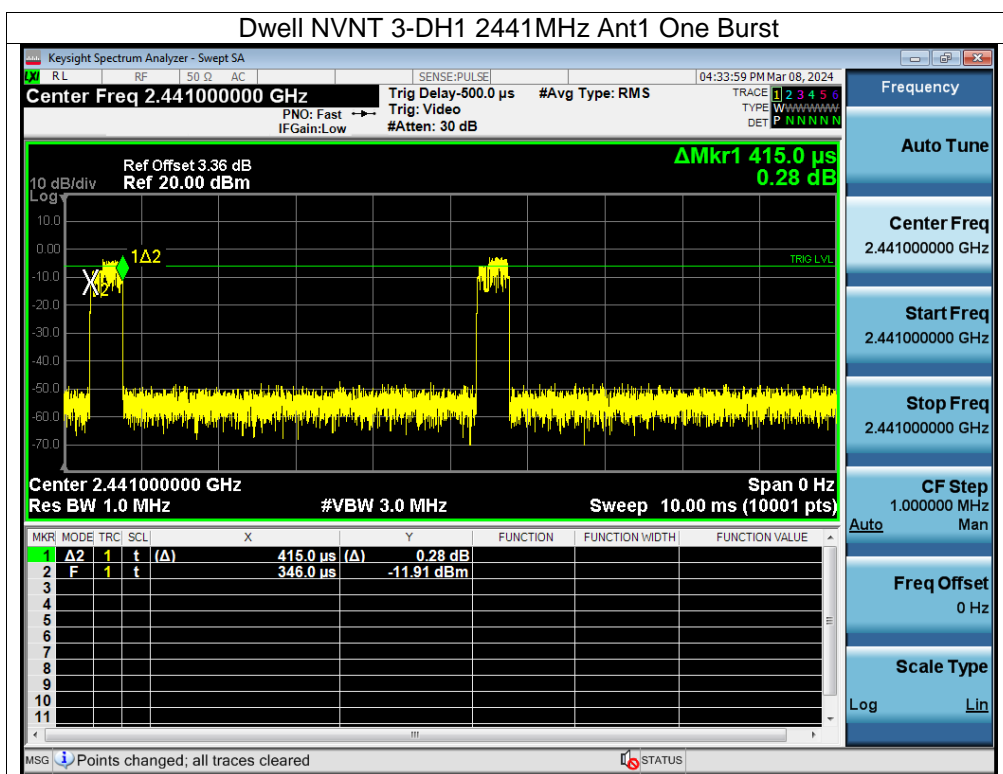 Dwell NVNT 3-DH1 2441MHz Ant1 One Burst
Keysight Spectrum Analyzer - Swept SA
LXI RL RF 50 Ω AC SENSE:PULSE 04:33:59 PM Mar 08, 2024
Center Freq 2.441000000 GHz Trig Delay-500.0 µs #Avg Type: RMS TRACE 1 2 3 4 5 6
PNO: Fast Trig: Video TYPE WWWWWW
IFGain:Low #Atten: 30 dB DET P N N N N N
Frequency
Auto Tune
Center Freq
2.441000000 GHz
Start Freq
2.441000000 GHz
Stop Freq
2.441000000 GHz
CF Step
1.000000 MHz
Auto Man
Freq Offset
0 Hz
Scale Type
Log Lin
ΔMkr1 415.0 µs
0.28 dB
Ref Offset 3.36 dB
10 dB/div Ref 20.00 dBm
Log
10.0
0.00
-10.0
-20.0
-30.0
-40.0
-50.0
-60.0
-70.0
1Δ2
X2
TRIG LVL
Center 2.441000000 GHz Span 0 Hz
Res BW 1.0 MHz #VBW 3.0 MHz Sweep 10.00 ms (10001 pts)
MKR MODE TRC SCL X Y FUNCTION FUNCTION WIDTH FUNCTION VALUE
1 Δ2 1 t (Δ) 415.0 µs (Δ) 0.28 dB
2 F 1 t 346.0 µs -11.91 dBm
3
4
5
6
7
8
9
10
11
MSG Points changed; all traces cleared STATUS